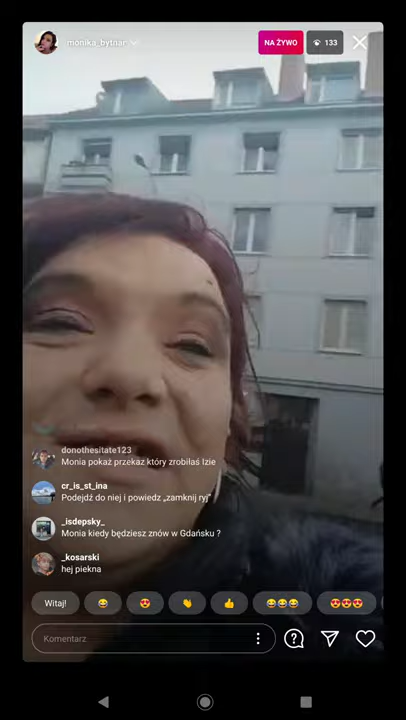 monika_bytnar
NA ŻYWO
133
donothesitate123
Monia pokaż przekaz który zrobiłaś Izie
cr_is_st_ina
Podejdź do niej i powiedz „zamknij ryj"
_isdepsky_
Monia kiedy będziesz znów w Gdańsku ?
_kosarski
hej piekna
Witaj!
Komentarz